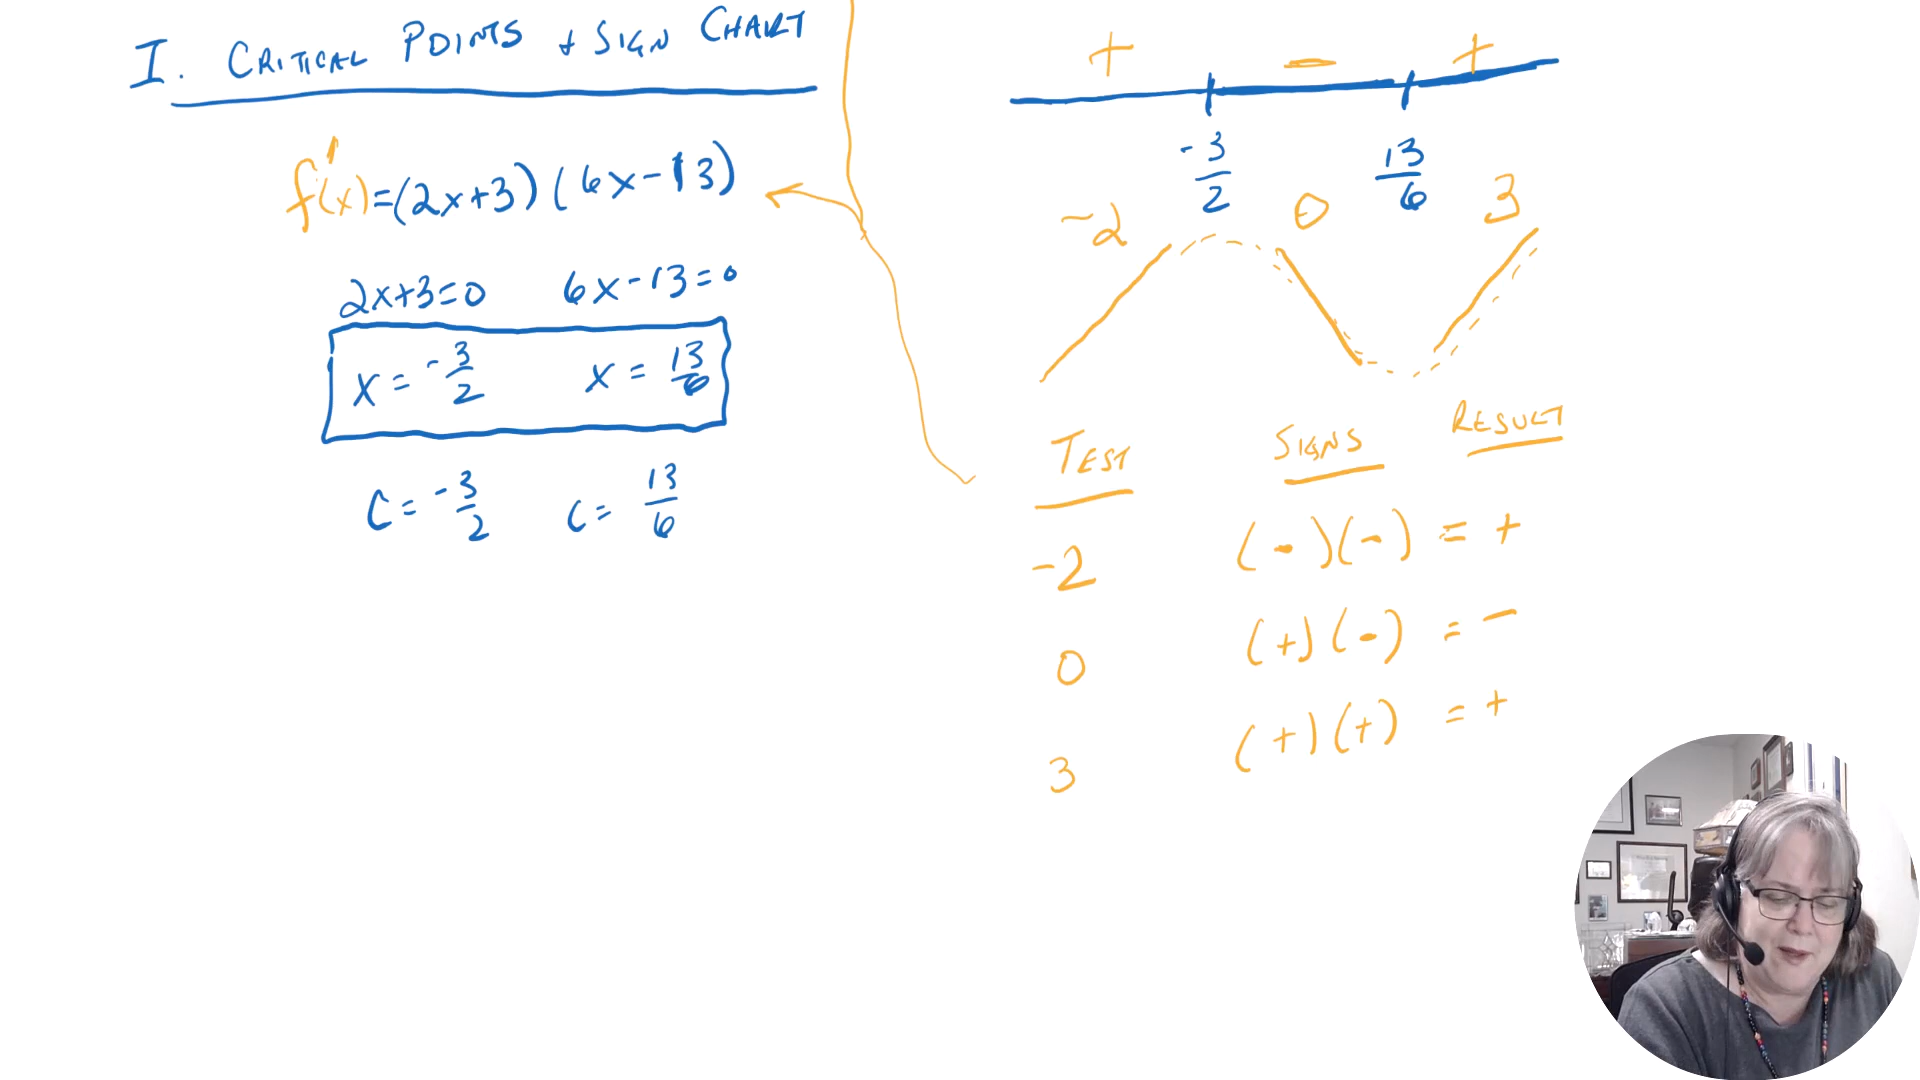 I. CRITICAL POINTS & SIGN CHART
f'(x)=(2x+3)(6x-13)
2x+3=0 6x-13=0
x = -3/2 x = 13/6
c = -3/2 c = 13/6
+ - +
-3/2 13/6
-2 0 3
TEST SIGNS RESULT
-2 (-)(-) = +
0 (+)(-) = -
3 (+)(+) = +